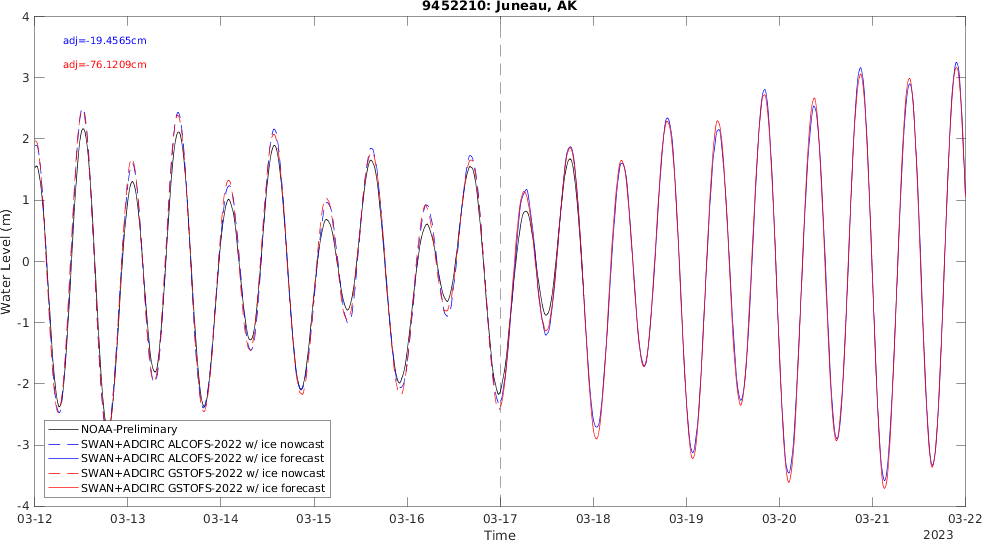 9452210: Juneau, AK
adj=-19.4565cm
adj=-76.1209cm
Water Level (m)
4
3
2
1
0
-1
-2
-3
-4
NOAA-Preliminary
SWAN+ADCIRC ALCOFS-2022 w/ ice nowcast
SWAN+ADCIRC ALCOFS-2022 w/ ice forecast
SWAN+ADCIRC GSTOFS-2022 w/ ice nowcast
SWAN+ADCIRC GSTOFS-2022 w/ ice forecast
03-12 03-13 03-14 03-15 03-16 03-17 03-18 03-19 03-20 03-21 03-22
Time
2023